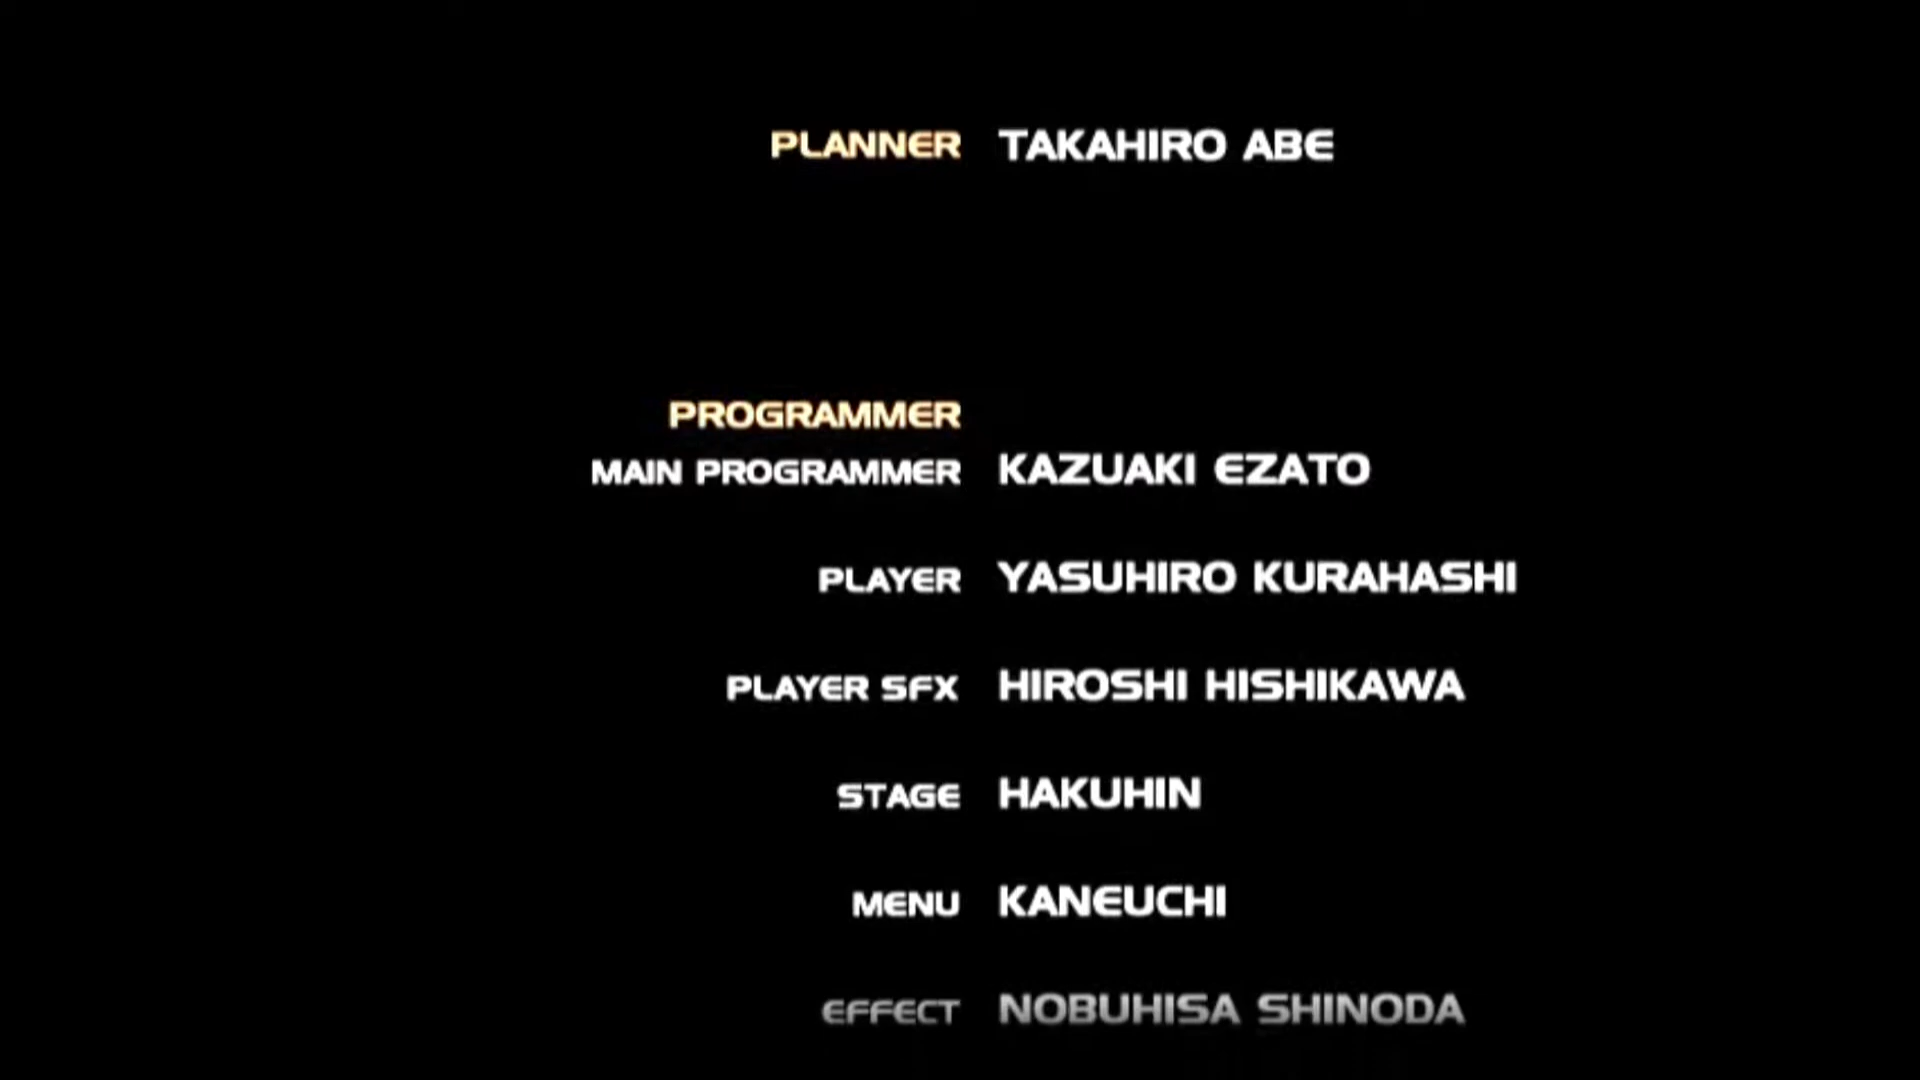 PLANNER TAKAHIRO ABE
PROGRAMMER
MAIN PROGRAMMER KAZUAKI EZATO
PLAYER YASUHIRO KURAHASHI
PLAYER SFX HIROSHI HISHIKAWA
STAGE HAKUHIN
MENU KANEUCHI
EFFECT NOBUHISA SHINODA